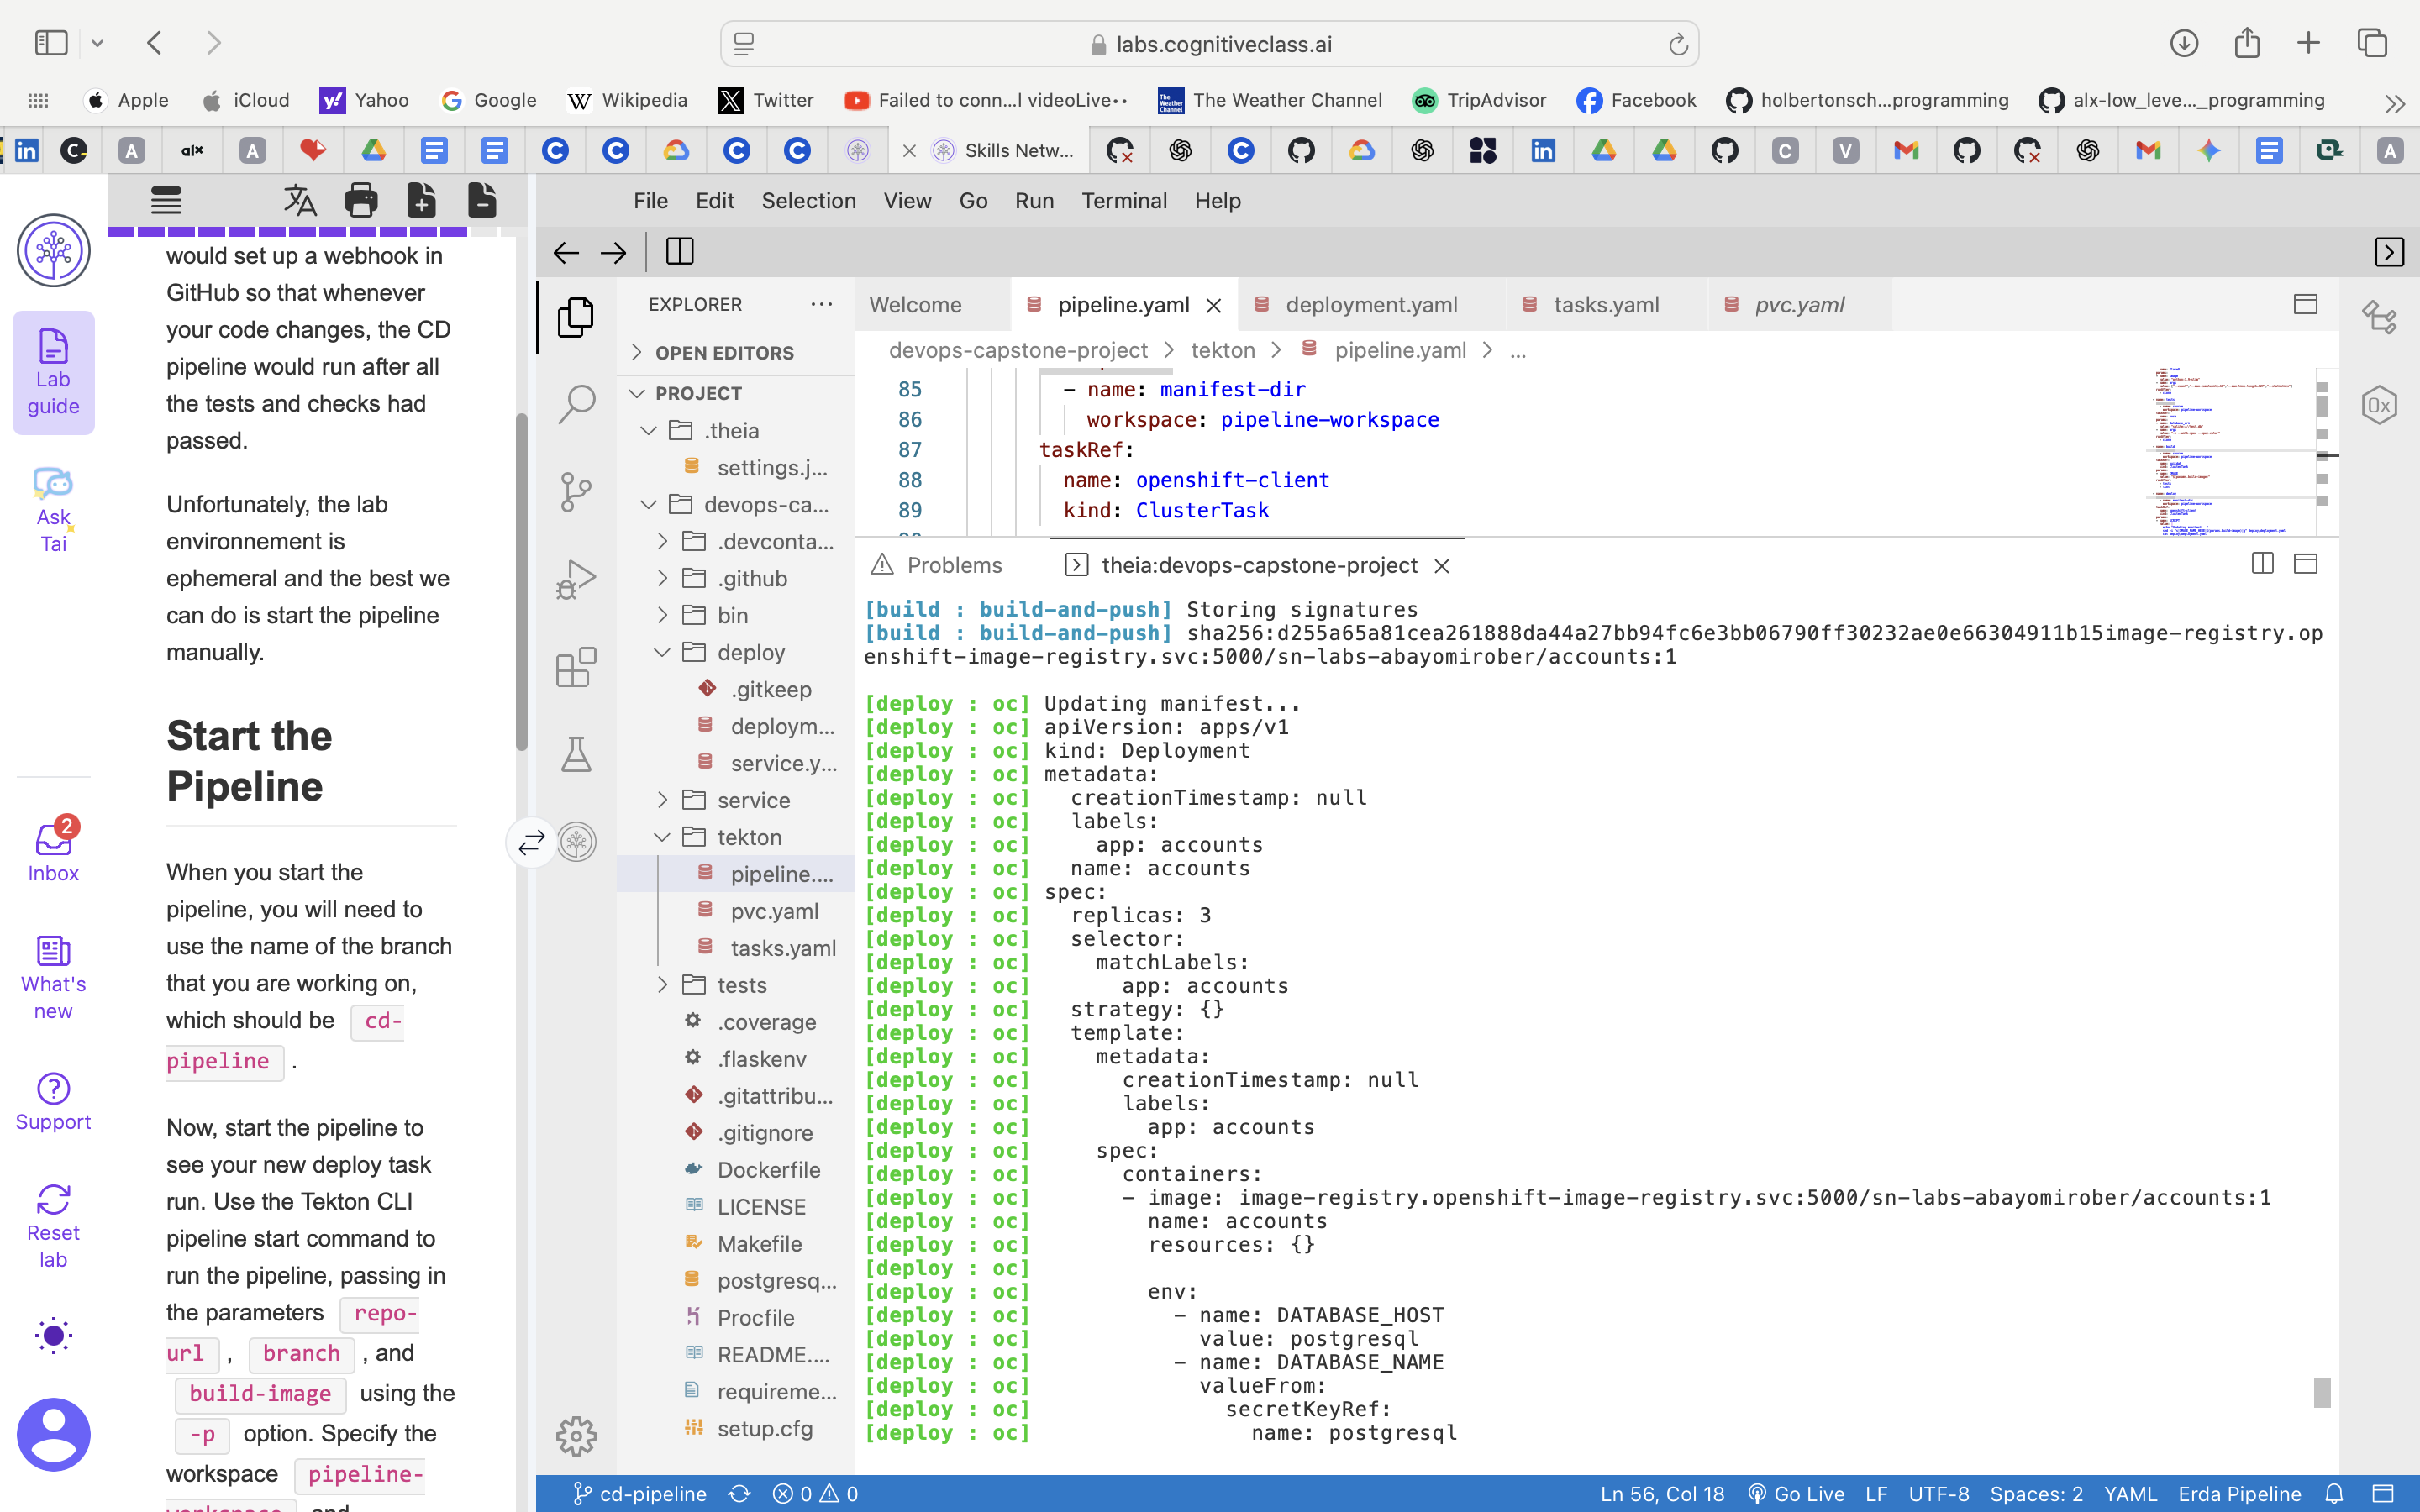 labs.cognitiveclass.ai
Apple
iCloud
Yahoo
Google
Wikipedia
Twitter
Failed to conn...l videoLive··
The Weather Channel
TripAdvisor
Facebook
holbertonsch...programming
alx-low_leve..._programming
Skills Netw...
would set up a webhook in
GitHub so that whenever
your code changes, the CD
pipeline would run after all
the tests and checks had
passed.
Unfortunately, the lab
environnement is
ephemeral and the best we
can do is start the pipeline
manually.
Start the
Pipeline
When you start the
pipeline, you will need to
use the name of the branch
that you are working on,
which should be cd-
pipeline .
Now, start the pipeline to
see your new deploy task
run. Use the Tekton CLI
pipeline start command to
run the pipeline, passing in
the parameters repo-
url , branch , and
build-image using the
-p option. Specify the
workspace pipeline-
Lab
guide
Ask
Tai
2
Inbox
What's
new
Support
Reset
lab
File
Edit
Selection
View
Go
Run
Terminal
Help
EXPLORER
OPEN EDITORS
PROJECT
.theia
settings.j...
devops-ca...
.devconta...
.github
bin
deploy
.gitkeep
deploym...
service.y...
service
tekton
pipeline....
pvc.yaml
tasks.yaml
tests
.coverage
.flaskenv
.gitattribu...
.gitignore
Dockerfile
LICENSE
Makefile
postgresq...
Procfile
README....
requireme...
setup.cfg
Welcome
pipeline.yaml
deployment.yaml
tasks.yaml
pvc.yaml
devops-capstone-project > tekton > pipeline.yaml > ...
85 - name: manifest-dir
86 workspace: pipeline-workspace
87 taskRef:
88 name: openshift-client
89 kind: ClusterTask
Problems
theia:devops-capstone-project
[build : build-and-push] Storing signatures
[build : build-and-push] sha256:d255a65a81cea261888da44a27bb94fc6e3bb06790ff30232ae0e66304911b15image-registry.op
enshift-image-registry.svc:5000/sn-labs-abayomirober/accounts:1
[deploy : oc] Updating manifest...
[deploy : oc] apiVersion: apps/v1
[deploy : oc] kind: Deployment
[deploy : oc] metadata:
[deploy : oc]   creationTimestamp: null
[deploy : oc]   labels:
[deploy : oc]     app: accounts
[deploy : oc]   name: accounts
[deploy : oc] spec:
[deploy : oc]   replicas: 3
[deploy : oc]   selector:
[deploy : oc]     matchLabels:
[deploy : oc]       app: accounts
[deploy : oc]   strategy: {}
[deploy : oc]   template:
[deploy : oc]     metadata:
[deploy : oc]       creationTimestamp: null
[deploy : oc]       labels:
[deploy : oc]         app: accounts
[deploy : oc]     spec:
[deploy : oc]       containers:
[deploy : oc]       - image: image-registry.openshift-image-registry.svc:5000/sn-labs-abayomirober/accounts:1
[deploy : oc]         name: accounts
[deploy : oc]         resources: {}
[deploy : oc]
[deploy : oc]         env:
[deploy : oc]           - name: DATABASE_HOST
[deploy : oc]             value: postgresql
[deploy : oc]           - name: DATABASE_NAME
[deploy : oc]             valueFrom:
[deploy : oc]               secretKeyRef:
[deploy : oc]                 name: postgresql
cd-pipeline
0
0
Ln 56, Col 18
Go Live
LF
UTF-8
Spaces: 2
YAML
Erda Pipeline